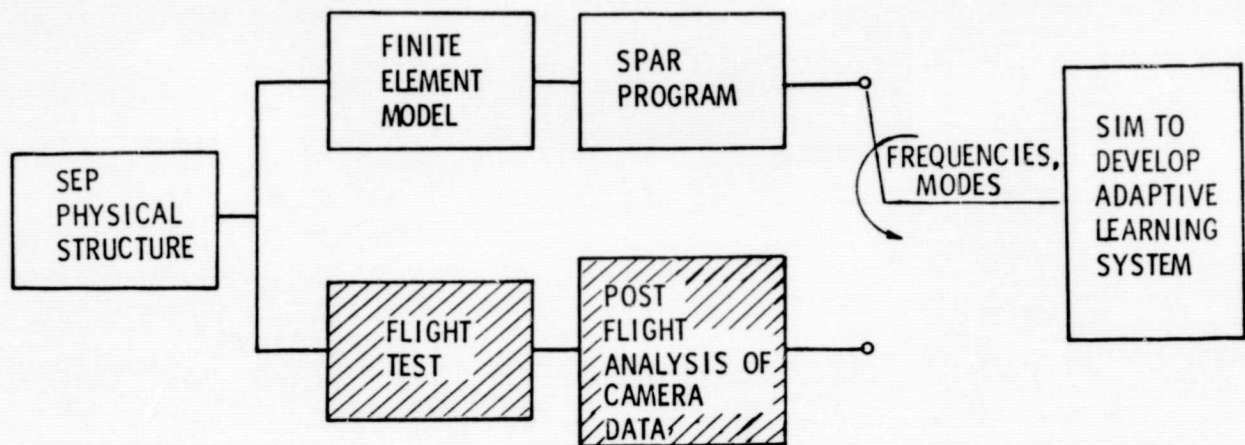 FINITE
ELEMENT
MODEL
SPAR
PROGRAM
SEP
PHYSICAL
STRUCTURE
FREQUENCIES,
MODES
SIM TO
DEVELOP
ADAPTIVE
LEARNING
SYSTEM
FLIGHT
TEST
POST
FLIGHT
ANALYSIS OF
CAMERA
DATA